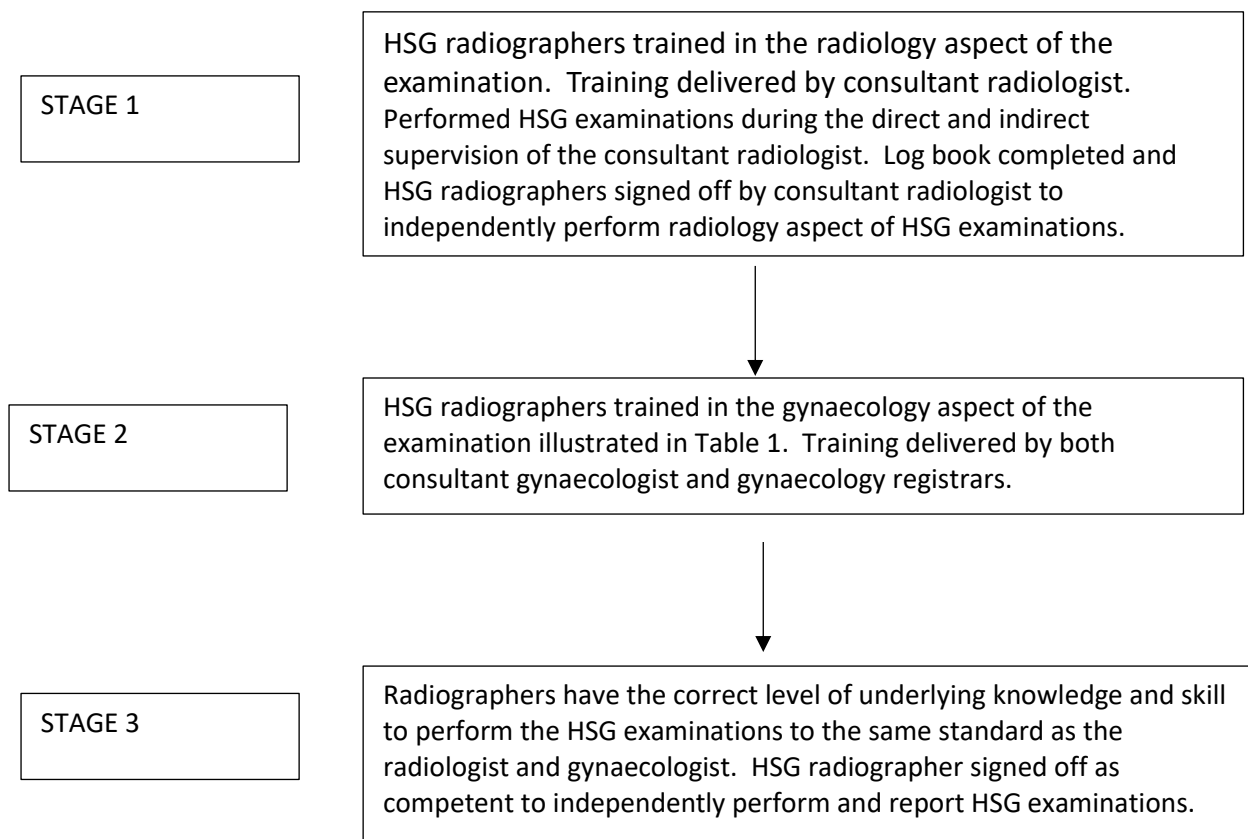 STAGE 1
HSG radiographers trained in the radiology aspect of the
examination.  Training delivered by consultant radiologist.
Performed HSG examinations during the direct and indirect
supervision of the consultant radiologist.  Log book completed and
HSG radiographers signed off by consultant radiologist to
independently perform radiology aspect of HSG examinations.
STAGE 2
HSG radiographers trained in the gynaecology aspect of the
examination illustrated in Table 1.  Training delivered by both
consultant gynaecologist and gynaecology registrars.
STAGE 3
Radiographers have the correct level of underlying knowledge and skill
to perform the HSG examinations to the same standard as the
radiologist and gynaecologist.  HSG radiographer signed off as
competent to independently perform and report HSG examinations.